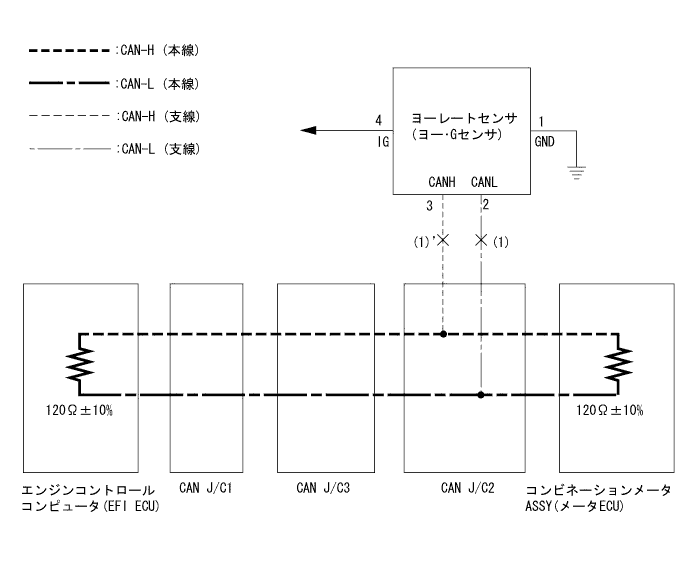 :CAN-H (本線)
:CAN-L (本線)
:CAN-H (支線)
:CAN-L (支線)
ヨーレートセンサ
(ヨー・Gセンサ)
4
IG
1
GND
CANH
CANL
3
2
(1)'
(1)
120Ω±10%
120Ω±10%
エンジンコントロール
コンピュータ(EFI ECU)
CAN J/C1
CAN J/C3
CAN J/C2
コンビネーションメータ
ASSY(メータECU)